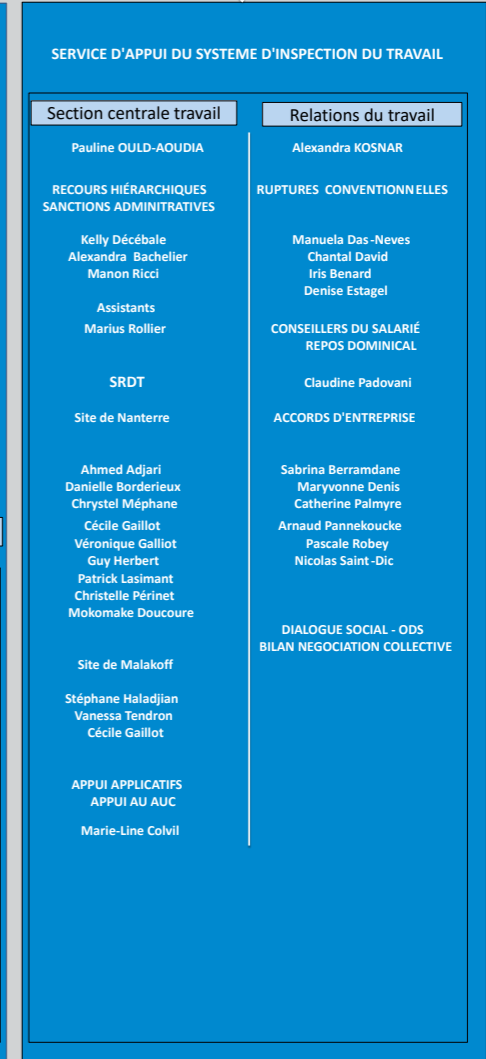 SERVICE D'APPUI DU SYSTEME D'INSPECTION DU TRAVAIL
Section centrale travail
Pauline OULD-AOUDIA
RECOURS HIÉRARCHIQUES
SANCTIONS ADMINITRATIVES
Kelly Décébale
Alexandra Bachelier
Manon Ricci
Assistants
Marius Rollier
SRDT
Site de Nanterre
Ahmed Adjari
Danielle Borderieux
Chrystel Méphane
Cécile Gaillot
Véronique Galliot
Guy Herbert
Patrick Lasimant
Christelle Périnet
Mokomake Doucoure
Site de Malakoff
Stéphane Haladjian
Vanessa Tendron
Cécile Gaillot
APPUI APPLICATIFS
APPUI AU AUC
Marie-Line Colvil
Relations du travail
Alexandra KOSNAR
RUPTURES CONVENTIONNELLES
Manuela Das-Neves
Chantal David
Iris Benard
Denise Estagel
CONSEILLERS DU SALARIÉ
REPOS DOMINICAL
Claudine Padovani
ACCORDS D'ENTREPRISE
Sabrina Berramdane
Maryvonne Denis
Catherine Palmyre
Arnaud Pannekoucke
Pascale Robey
Nicolas Saint-Dic
DIALOGUE SOCIAL - ODS
BILAN NEGOCIATION COLLECTIVE